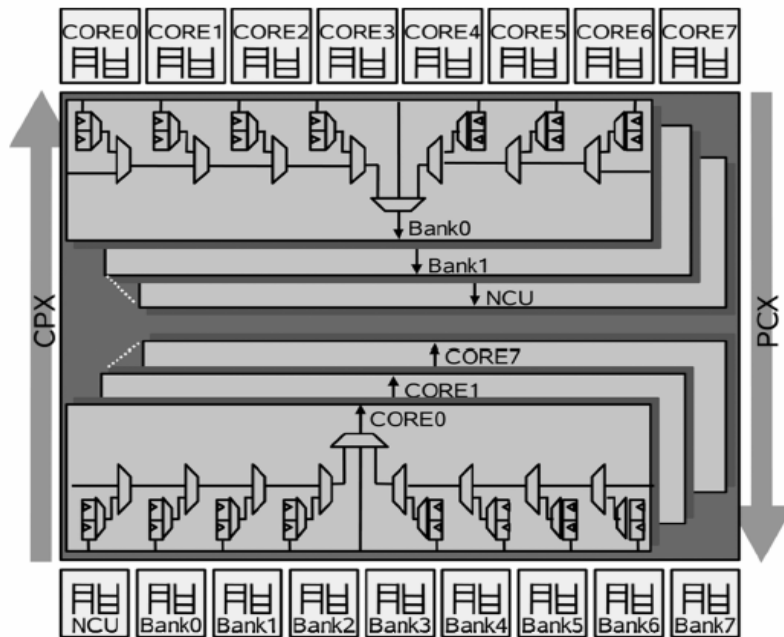 CORE0 CORE1 CORE2 CORE3 CORE4 CORE5 CORE6 CORE7
Bank0
Bank1
NCU
CPX
PCX
CORE7
CORE1
CORE0
NCU Bank0 Bank1 Bank2 Bank3 Bank4 Bank5 Bank6 Bank7